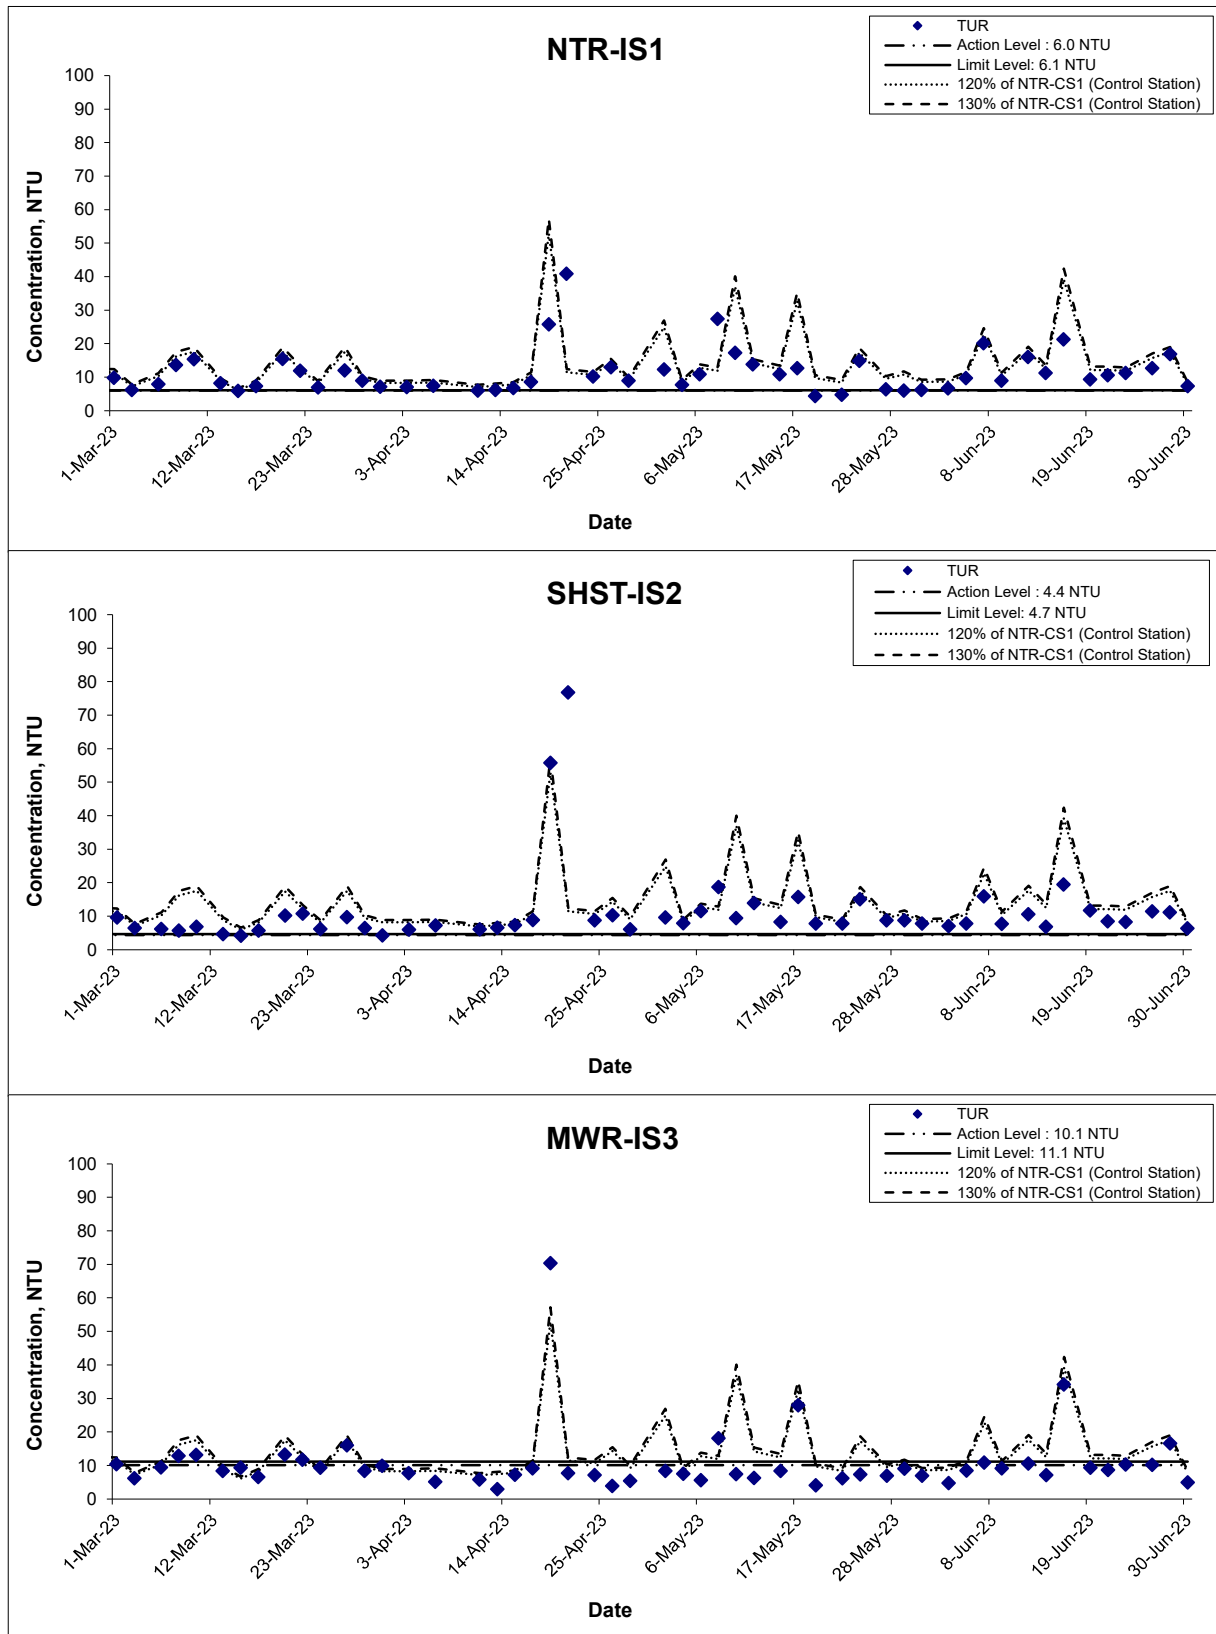 NTR-IS1
TUR
Action Level : 6.0 NTU
Limit Level: 6.1 NTU
120% of NTR-CS1 (Control Station)
130% of NTR-CS1 (Control Station)
Concentration, NTU
100
90
80
70
60
50
40
30
20
10
0
1-Mar-23
12-Mar-23
23-Mar-23
3-Apr-23
14-Apr-23
25-Apr-23
6-May-23
17-May-23
28-May-23
8-Jun-23
19-Jun-23
30-Jun-23
Date
SHST-IS2
TUR
Action Level : 4.4 NTU
Limit Level: 4.7 NTU
120% of NTR-CS1 (Control Station)
130% of NTR-CS1 (Control Station)
Concentration, NTU
100
90
80
70
60
50
40
30
20
10
0
1-Mar-23
12-Mar-23
23-Mar-23
3-Apr-23
14-Apr-23
25-Apr-23
6-May-23
17-May-23
28-May-23
8-Jun-23
19-Jun-23
30-Jun-23
Date
MWR-IS3
TUR
Action Level : 10.1 NTU
Limit Level: 11.1 NTU
120% of NTR-CS1 (Control Station)
130% of NTR-CS1 (Control Station)
Concentration, NTU
100
90
80
70
60
50
40
30
20
10
0
1-Mar-23
12-Mar-23
23-Mar-23
3-Apr-23
14-Apr-23
25-Apr-23
6-May-23
17-May-23
28-May-23
8-Jun-23
19-Jun-23
30-Jun-23
Date